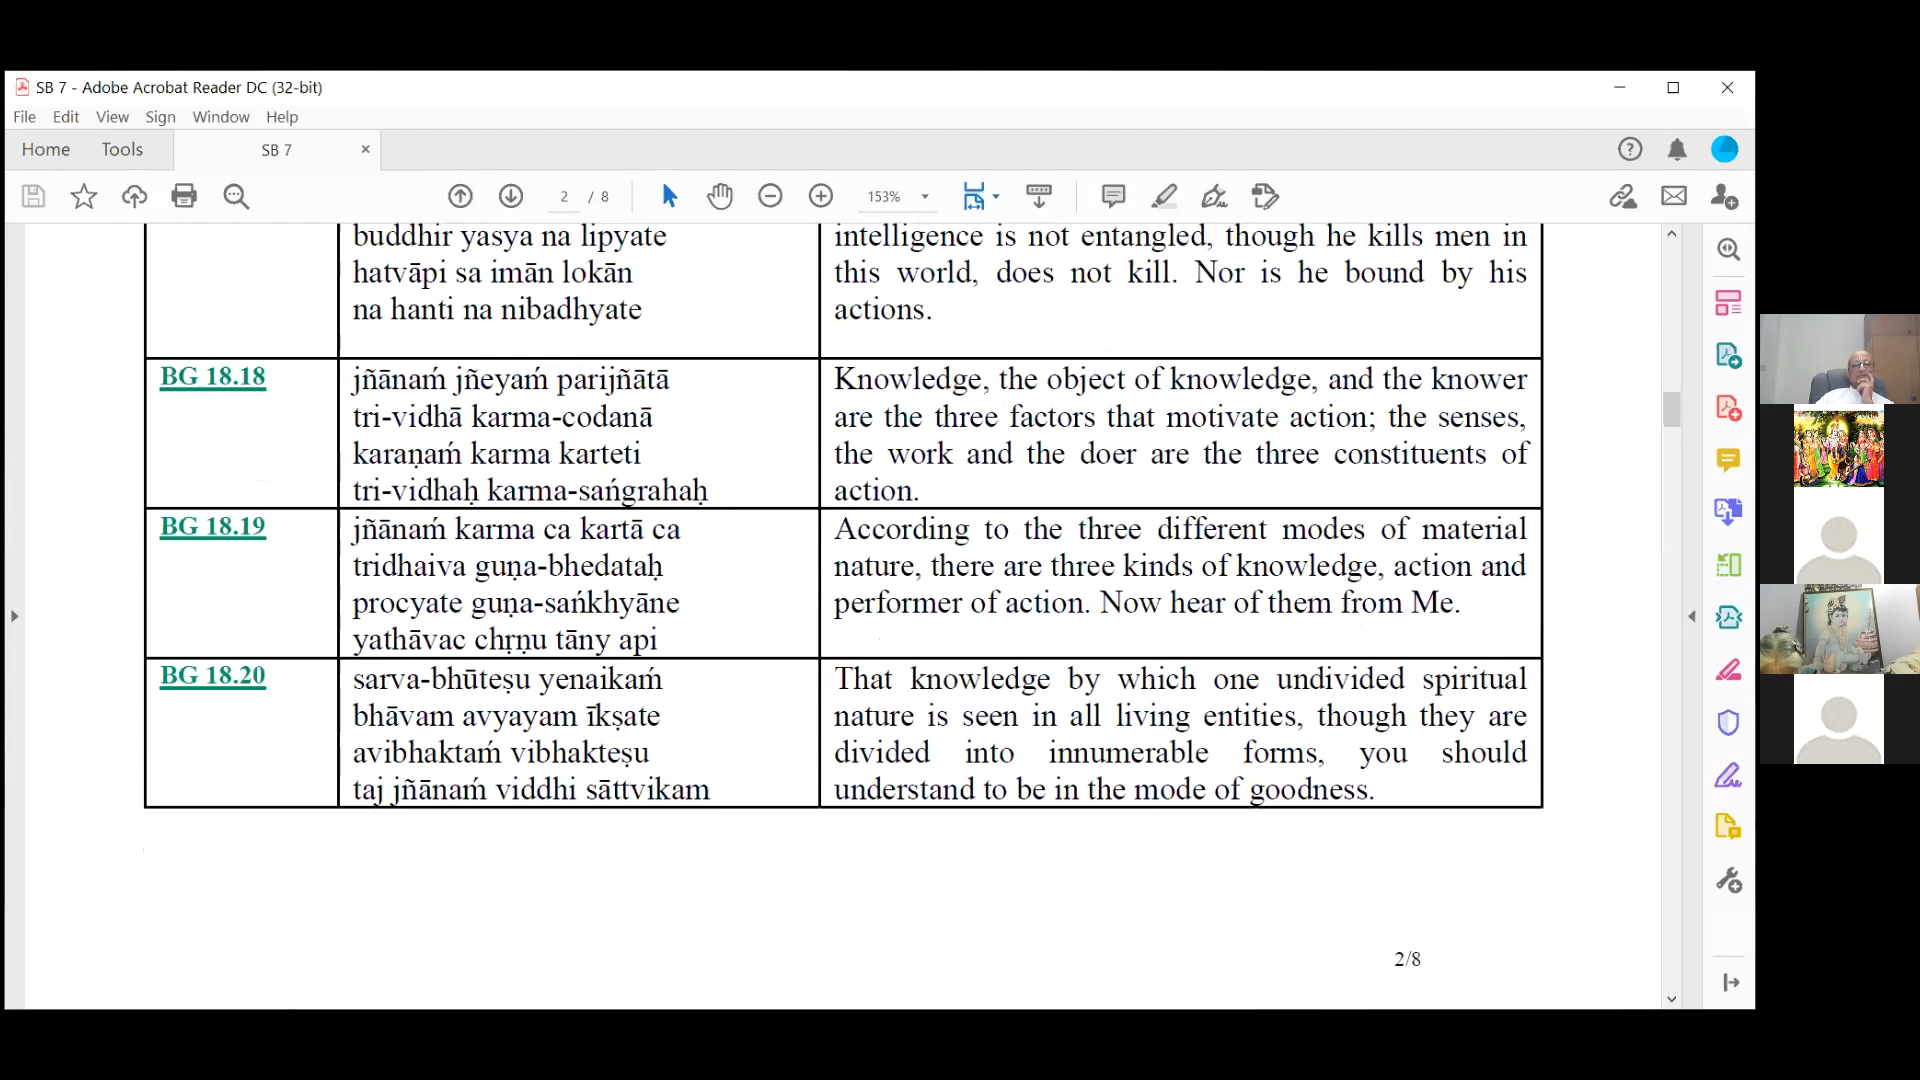 SB 7 - Adobe Acrobat Reader DC (32-bit)
File Edit View Sign Window Help
Home Tools SB 7
2 / 8 153%
buddhir yasya na lipyate
hatvāpi sa imān lokān
na hanti na nibadhyate
intelligence is not entangled, though he kills men in
this world, does not kill. Nor is he bound by his
actions.
BG 18.18
jñānaḿ jñeyaḿ parijñātā
tri-vidhā karma-codanā
karaṇaḿ karma karteti
tri-vidhaḥ karma-sańgrahaḥ
Knowledge, the object of knowledge, and the knower
are the three factors that motivate action; the senses,
the work and the doer are the three constituents of
action.
BG 18.19
jñānaḿ karma ca kartā ca
tridhaiva guṇa-bhedataḥ
procyate guṇa-sańkhyāne
yathāvac chṛṇu tāny api
According to the three different modes of material
nature, there are three kinds of knowledge, action and
performer of action. Now hear of them from Me.
BG 18.20
sarva-bhūteṣu yenaikaḿ
bhāvam avyayam īkṣate
avibhaktaḿ vibhakteṣu
taj jñānaḿ viddhi sāttvikam
That knowledge by which one undivided spiritual
nature is seen in all living entities, though they are
divided into innumerable forms, you should
understand to be in the mode of goodness.
2/8